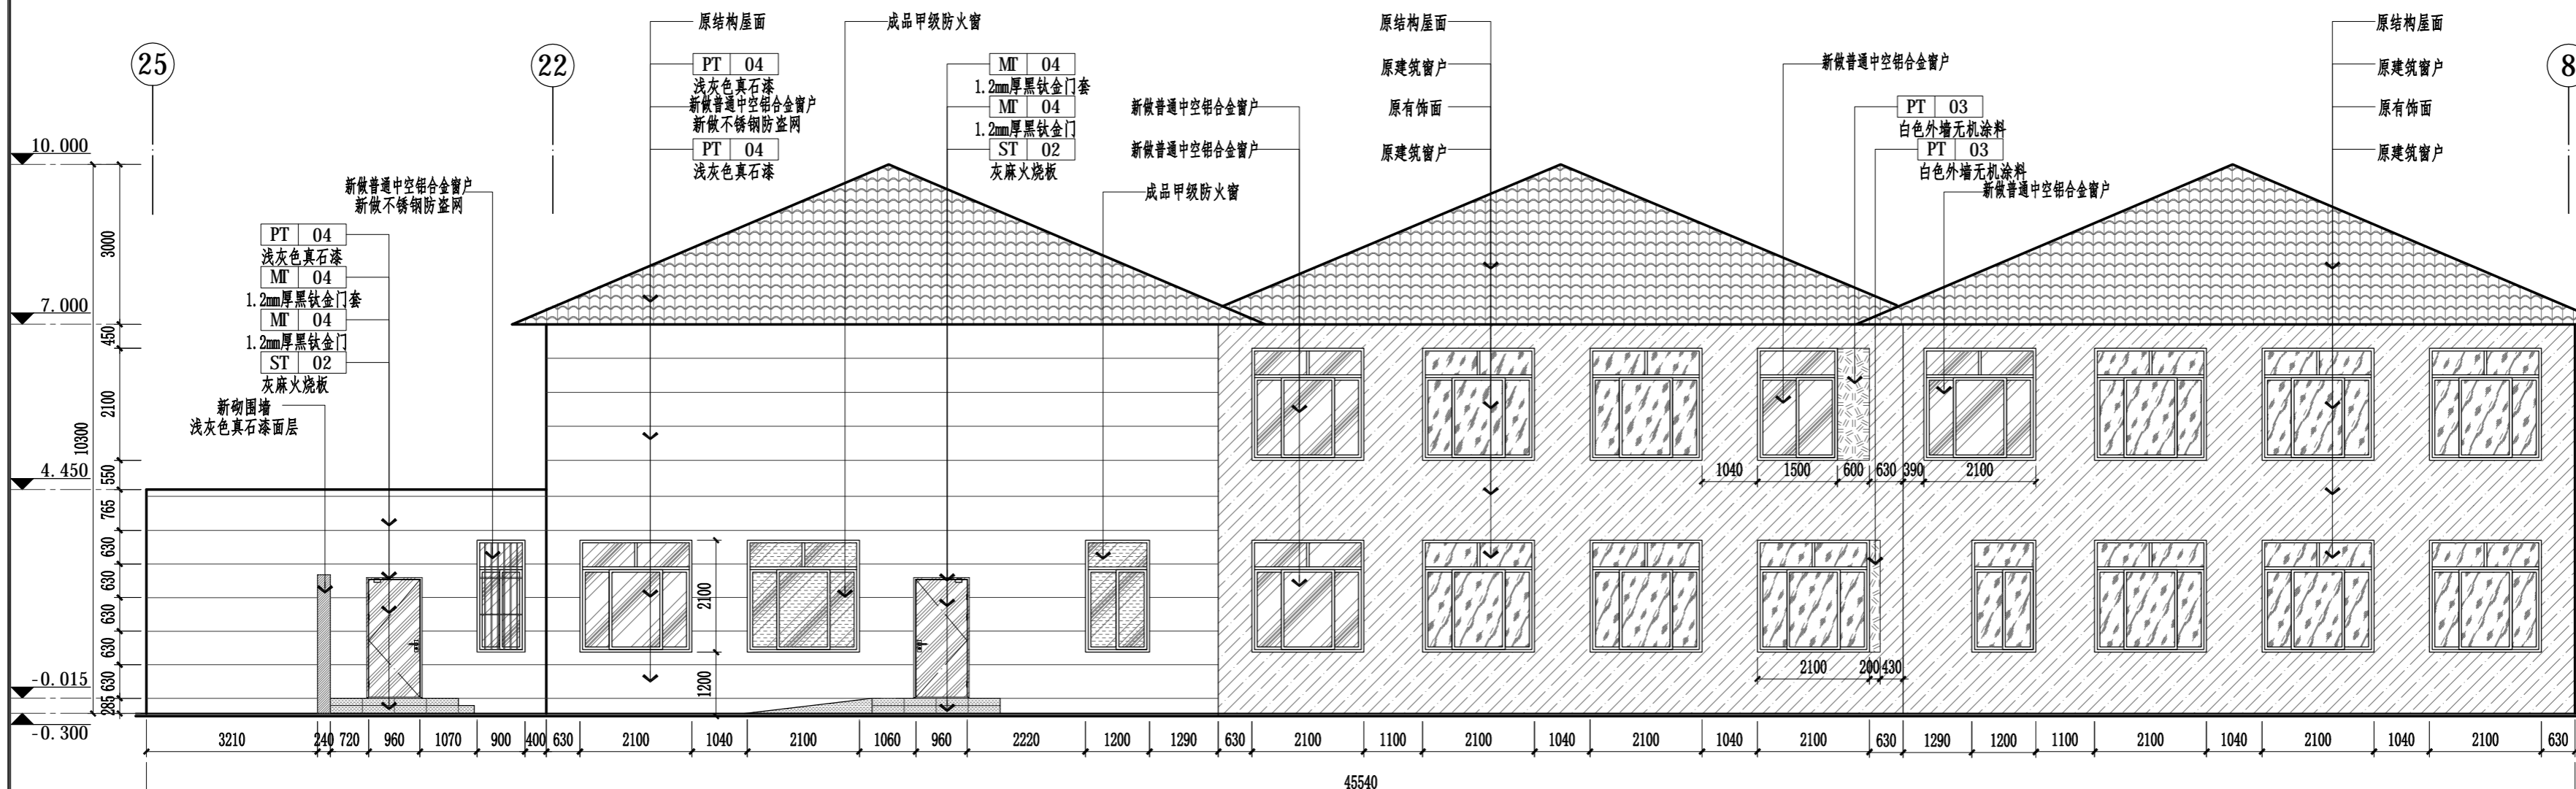 25
22
8
原结构屋面
PT 04
浅灰色真石漆
新做普通中空铝合金窗户
新做不锈钢防盗网
PT 04
浅灰色真石漆
成品甲级防火窗
MT 04
1.2mm厚黑钛金门套
MT 04
1.2mm厚黑钛金门
ST 02
灰麻火烧板
新做普通中空铝合金窗户
新做普通中空铝合金窗户
成品甲级防火窗
原结构屋面
原建筑窗户
原有饰面
原建筑窗户
新做普通中空铝合金窗户
PT 03
白色外墙无机涂料
PT 03
白色外墙无机涂料
新做普通中空铝合金窗户
原结构屋面
原建筑窗户
原有饰面
原建筑窗户
新做普通中空铝合金窗户
新做不锈钢防盗网
PT 04
浅灰色真石漆
MT 04
1.2mm厚黑钛金门套
MT 04
1.2mm厚黑钛金门
ST 02
灰麻火烧板
新砌围墙
浅灰色真石漆面层
10.000
7.000
4.450
-0.015
-0.300
10300
3000
450
2100
550
765
630
630
630
630
630
285
2100
1200
1040 1500 600 630 390 2100
2100 200 430
3210 240 720 960 1070 900 400 630 2100 1040 2100 1060 960 2220 1200 1290 630 2100 1100 2100 1040 2100 1040 2100 630 1290 1200 1100 2100 1040 2100 1040 2100 630
45540